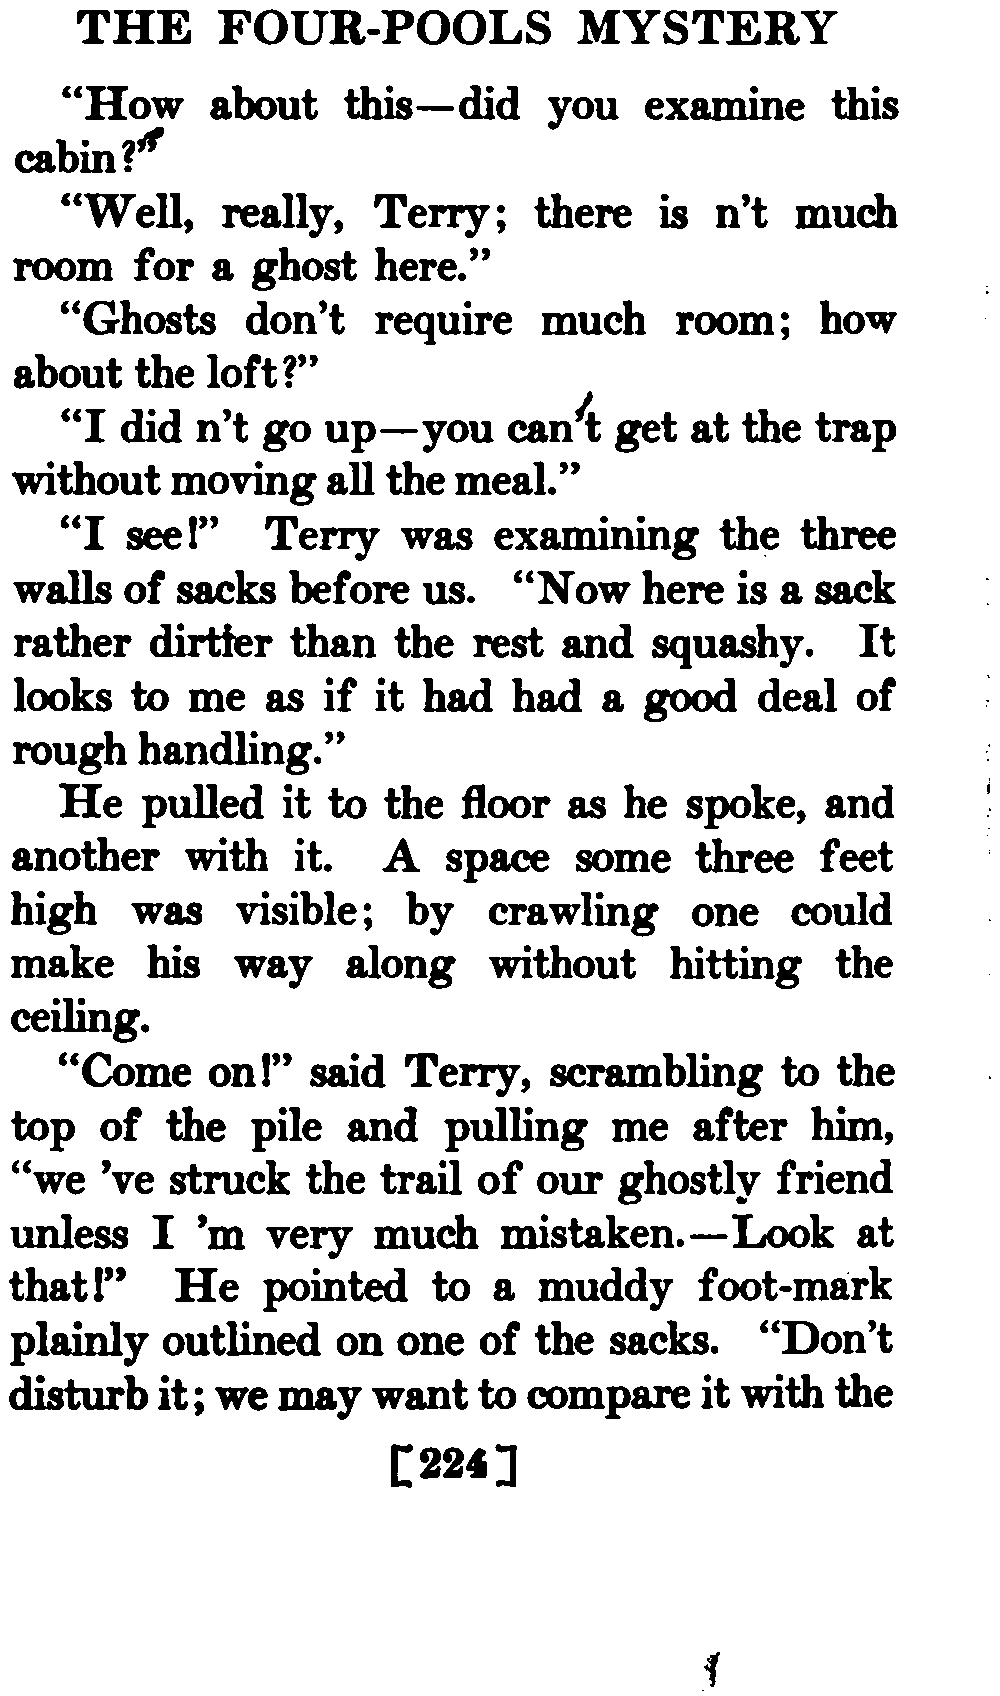 THE FOUR-POOLS MYSTERY
“How about this—did you examine this
cabin?”
“Well, really, Terry; there is n’t much
room for a ghost here.”
“Ghosts don’t require much room; how
about the loft?”
“I did n’t go up—you can’t get at the trap
without moving all the meal.”
“I see!” Terry was examining the three
walls of sacks before us. “Now here is a sack
rather dirtier than the rest and squashy. It
looks to me as if it had had a good deal of
rough handling.”
He pulled it to the floor as he spoke, and
another with it. A space some three feet
high was visible; by crawling one could
make his way along without hitting the
ceiling.
“Come on!” said Terry, scrambling to the
top of the pile and pulling me after him,
“we ’ve struck the trail of our ghostly friend
unless I ’m very much mistaken.—Look at
that!” He pointed to a muddy foot-mark
plainly outlined on one of the sacks. “Don’t
disturb it; we may want to compare it with the
[224]